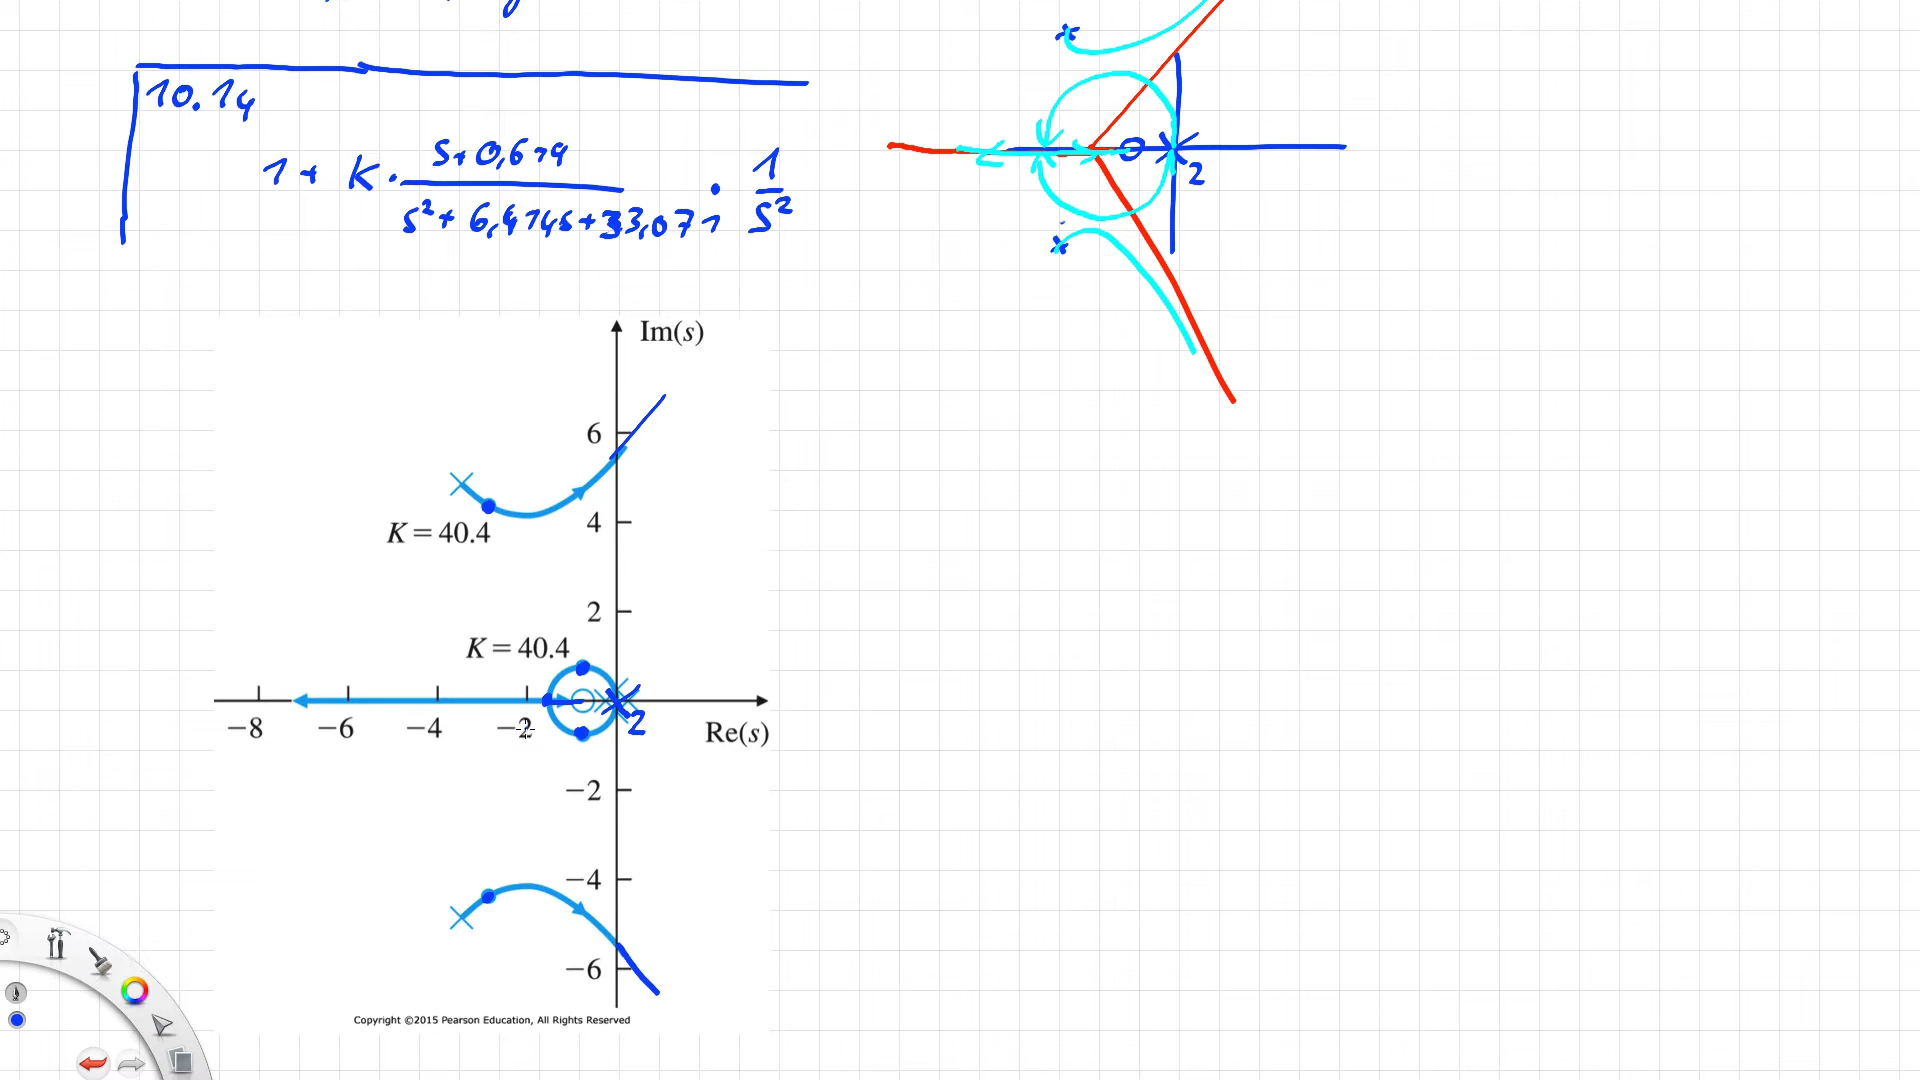 10.14
1 + K · s+0,679 / s²+6,414s+33,071 · 1 / s²
2
Im(s)
6
K = 40.4
4
2
K = 40.4
−8 −6 −4 −2
2
Re(s)
−2
−4
−6
Copyright ©2015 Pearson Education, All Rights Reserved